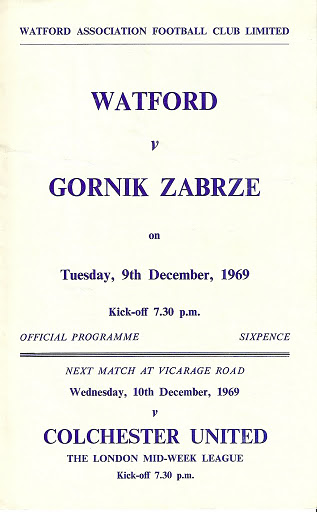 WATFORD ASSOCIATION FOOTBALL CLUB LIMITED
WATFORD
v
GORNIK ZABRZE
on
Tuesday, 9th December, 1969
Kick-off 7.30 p.m.
OFFICIAL PROGRAMME SIXPENCE
NEXT MATCH AT VICARAGE ROAD
Wednesday, 10th December, 1969
v
COLCHESTER UNITED
THE LONDON MID-WEEK LEAGUE
Kick-off 7.30 p.m.